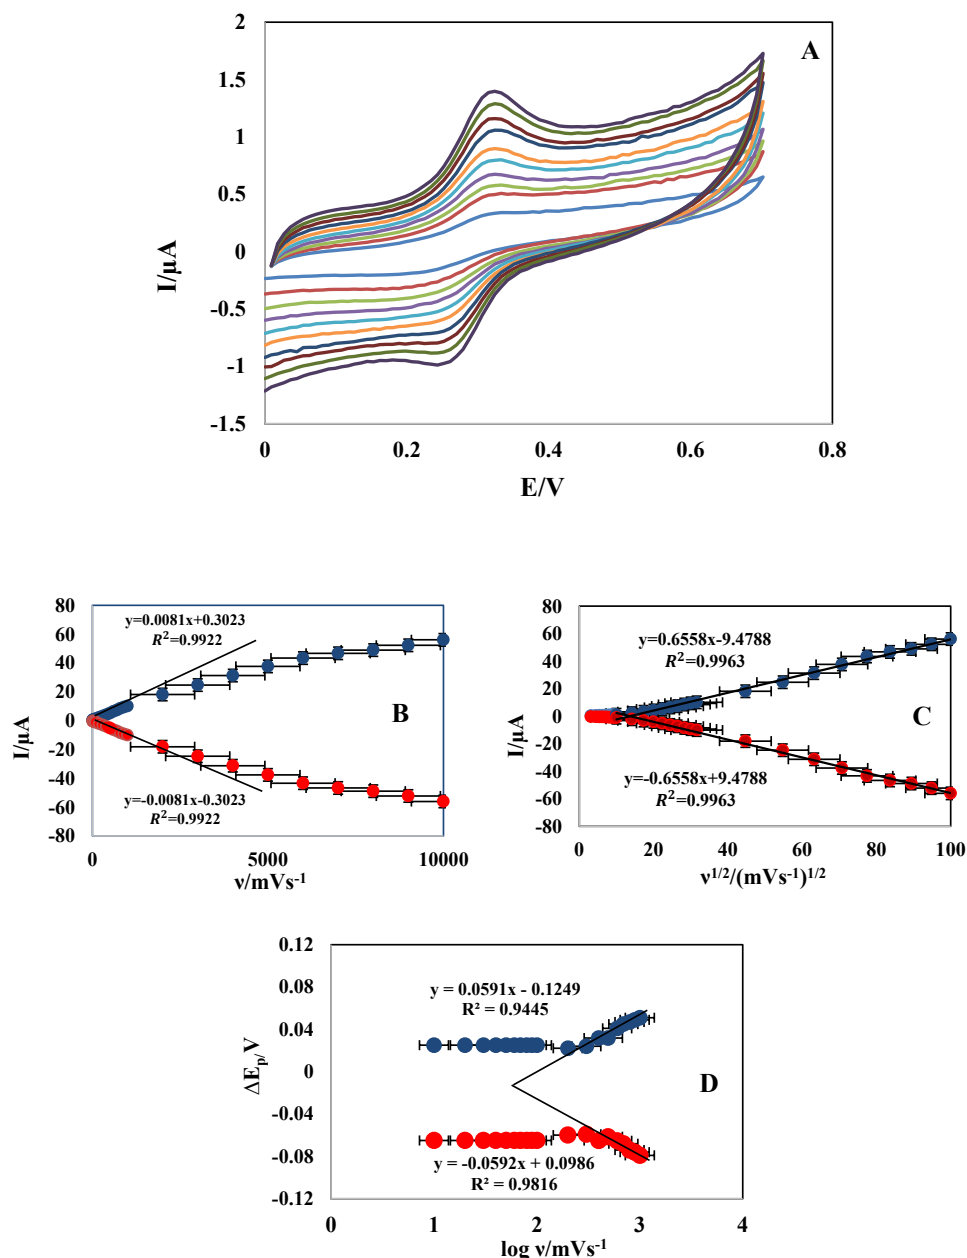 2
1.5
1
0.5
0
-0.5
-1
-1.5
I/µA
A
0
0.2
0.4
0.6
0.8
E/V
80
60
40
20
0
-20
-40
-60
-80
I/µA
y=0.0081x+0.3023
R²=0.9922
B
y=-0.0081x-0.3023
R²=0.9922
0
5000
10000
ν/mVs⁻¹
80
60
40
20
0
-20
-40
-60
-80
I/µA
y=0.6558x-9.4788
R²=0.9963
C
y=-0.6558x+9.4788
R²=0.9963
0
20
40
60
80
100
ν¹ᐟ²/(mVs⁻¹)¹ᐟ²
0.12
0.08
0.04
0
-0.04
-0.08
-0.12
ΔEₚ/V
y = 0.0591x - 0.1249
R² = 0.9445
D
y = -0.0592x + 0.0986
R² = 0.9816
0
1
2
3
4
log ν/mVs⁻¹